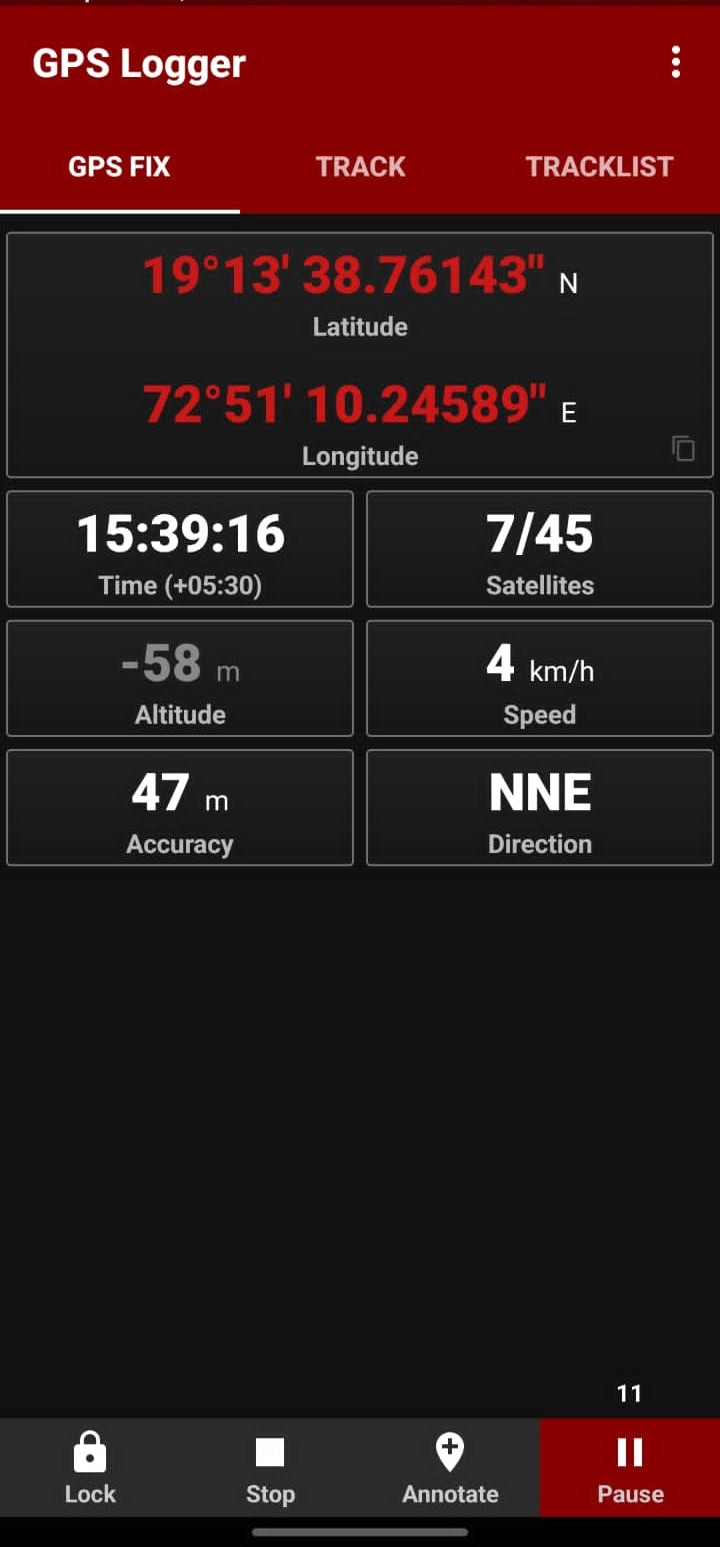 GPS Logger
GPS FIX TRACK TRACKLIST
19°13' 38.76143" N
Latitude
72°51' 10.24589" E
Longitude
15:39:16 7/45
Time (+05:30) Satellites
-58 m 4 km/h
Altitude Speed
47 m NNE
Accuracy Direction
11
Lock Stop Annotate Pause